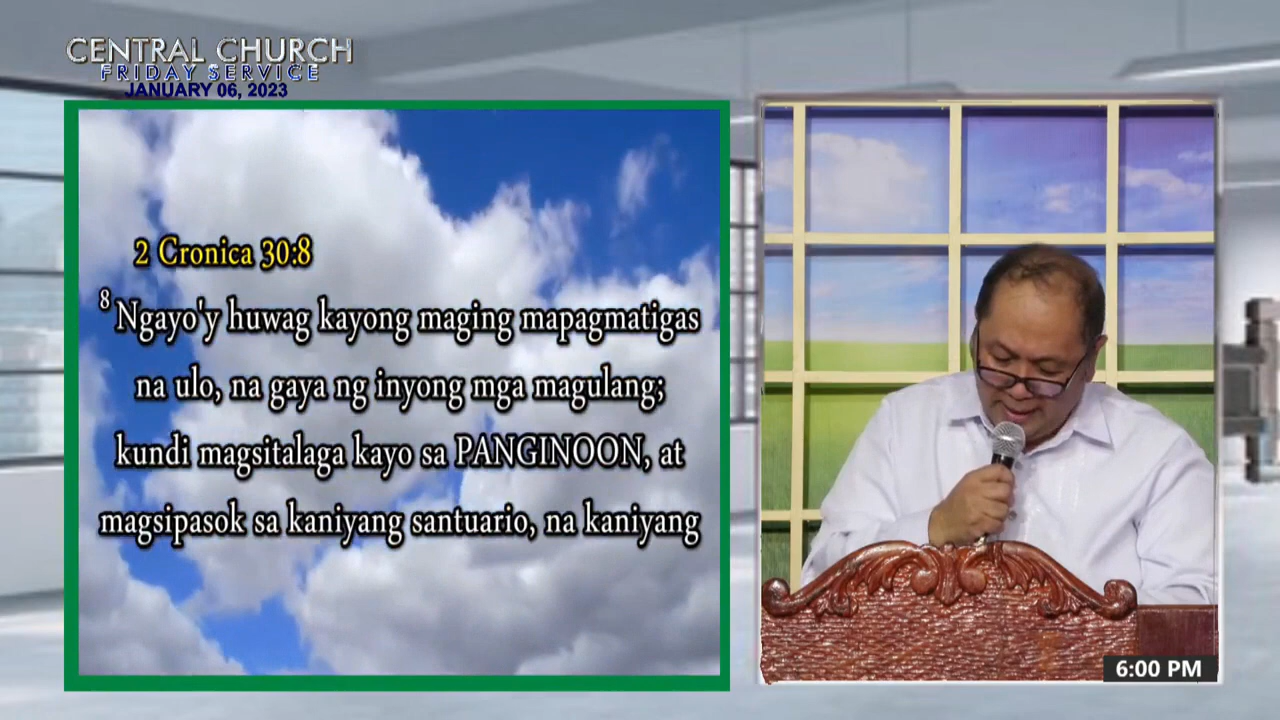 CENTRAL CHURCH
FRIDAY SERVICE
JANUARY 06, 2023
2 Cronica 30:8
8 Ngayo'y huwag kayong maging mapagmatigas
na ulo, na gaya ng inyong mga magulang;
kundi magsitalaga kayo sa PANGINOON, at
magsipasok sa kaniyang santuario, na kaniyang
6:00 PM